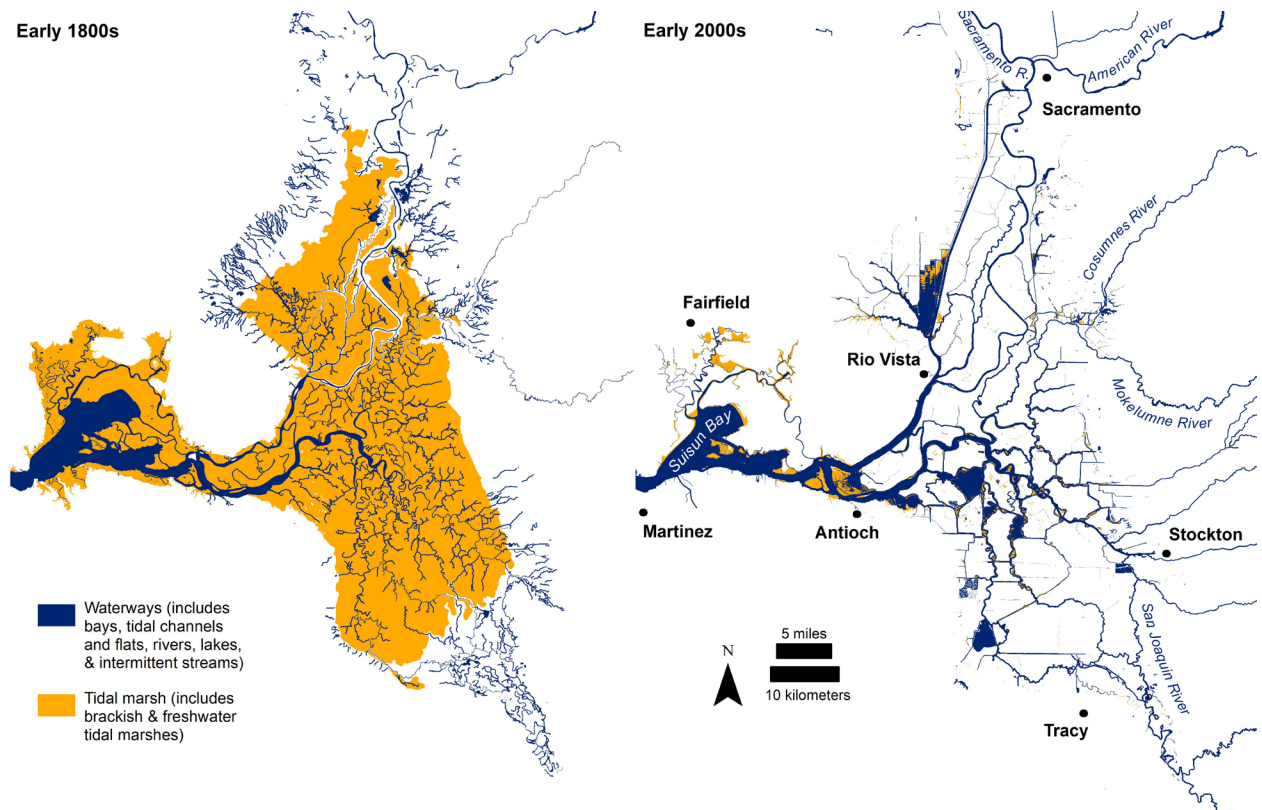 Early 1800s
Early 2000s
Sacramento R.
American River
Sacramento
Cosumnes River
Fairfield
Rio Vista
Mokelumne River
Suisun Bay
Martinez
Antioch
Stockton
San Joaquin River
Tracy
Waterways (includes
bays, tidal channels
and flats, rivers, lakes,
& intermittent streams)
Tidal marsh (includes
brackish & freshwater
tidal marshes)
N
5 miles
10 kilometers